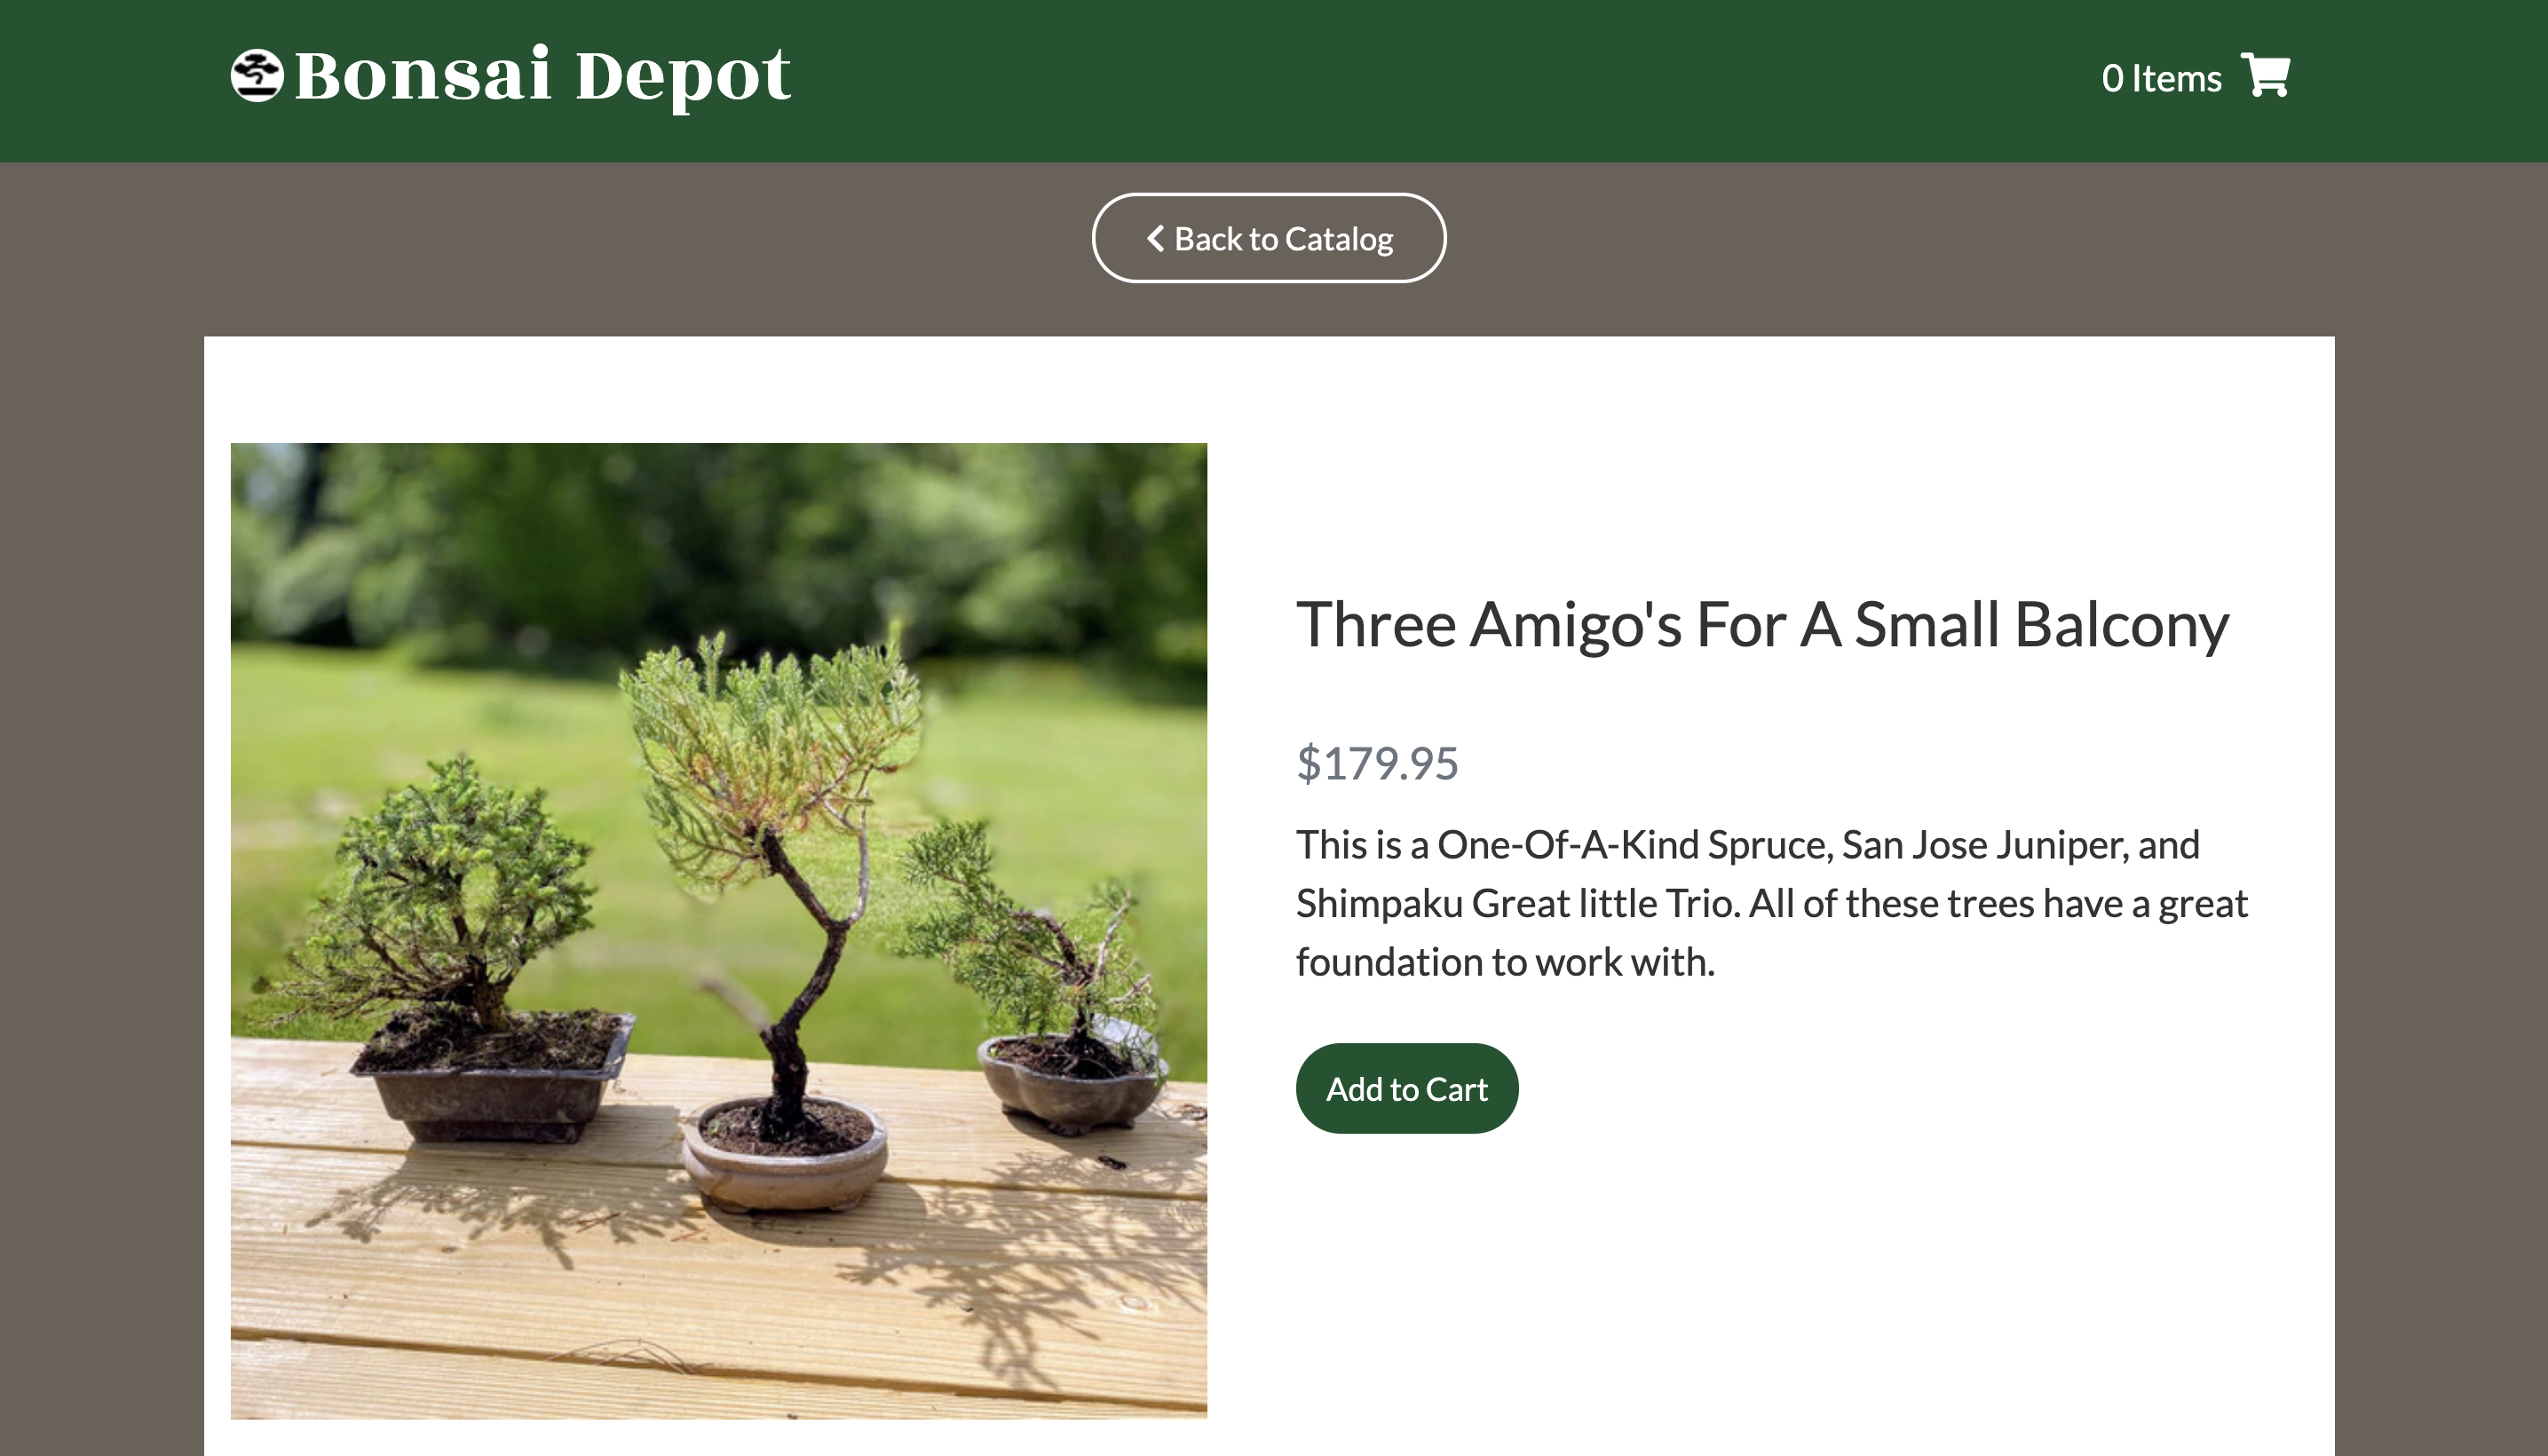 Bonsai Depot
0 Items
Back to Catalog
Three Amigo's For A Small Balcony
$179.95
This is a One-Of-A-Kind Spruce, San Jose Juniper, and
Shimpaku Great little Trio. All of these trees have a great
foundation to work with.
Add to Cart